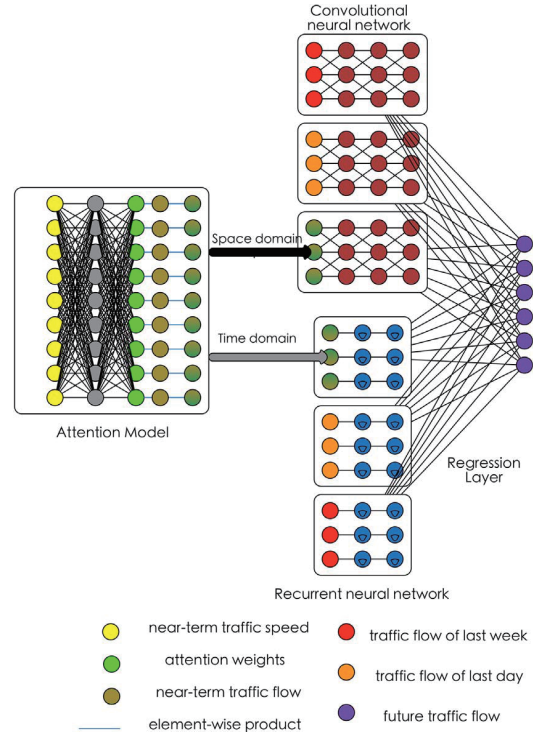 Convolutional
neural network
Space domain
Time domain
Attention Model
Regression
Layer
Recurrent neural network
near-term traffic speed
attention weights
near-term traffic flow
element-wise product
traffic flow of last week
traffic flow of last day
future traffic flow